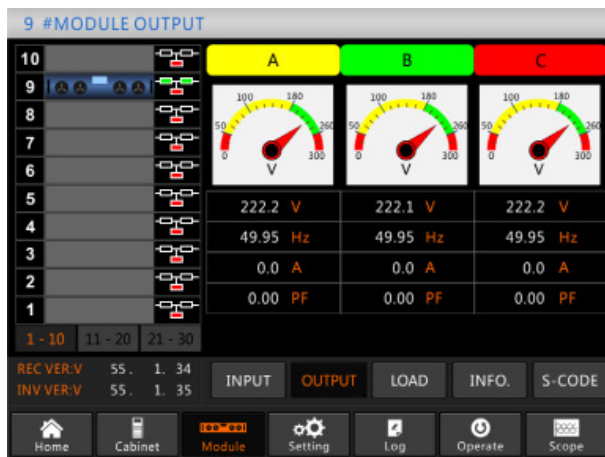 9 #MODULE OUTPUT
10
9
8
7
6
5
4
3
2
1
1 - 10 11 - 20 21 - 30
A B C
0 50 100 180 260 300 V
0 50 100 180 260 300 V
0 50 100 180 260 300 V
222.2 V 222.1 V 222.2 V
49.95 Hz 49.95 Hz 49.95 Hz
0.0 A 0.0 A 0.0 A
0.00 PF 0.00 PF 0.00 PF
REC VER:V 55. 1. 34
INV VER:V 55. 1. 35
INPUT OUTPUT LOAD INFO. S-CODE
Home Cabinet Module Setting Log Operate Scope